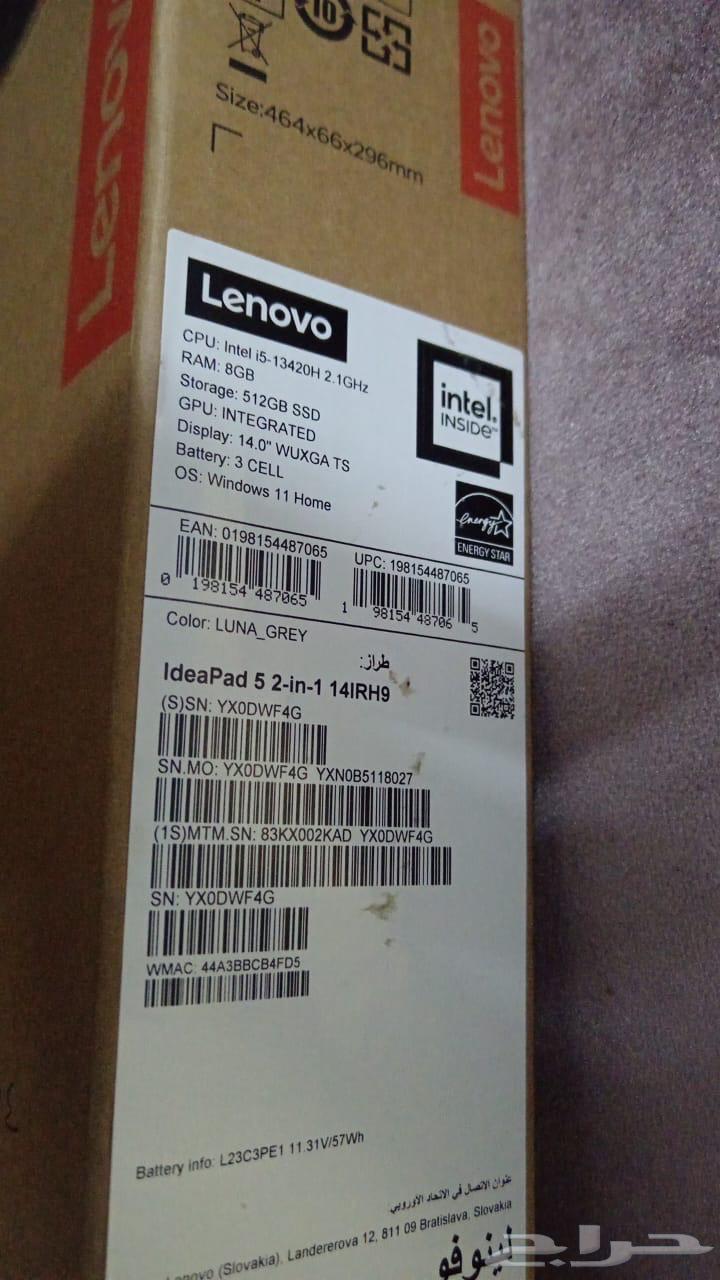 10
Lenovo
Lenovo
Size:464x66x296mm
Lenovo
CPU: Intel i5-13420H 2.1GHz
RAM: 8GB
Storage: 512GB SSD
GPU: INTEGRATED
Display: 14.0" WUXGA TS
Battery: 3 CELL
OS: Windows 11 Home
intel.
INSIDE™
energy
ENERGY STAR
EAN: 0198154487065
0 198154 487065
UPC: 198154487065
1 98154 48706 5
Color: LUNA_GREY
طراز:
IdeaPad 5 2-in-1 14IRH9
(S)SN: YX0DWF4G
SN.MO: YX0DWF4G YXN0B5118027
(1S)MTM.SN: 83KX002KAD YX0DWF4G
SN: YX0DWF4G
WMAC: 44A3BBCB4FD5
Battery info: L23C3PE1 11.31V/57Wh
عنوان الاتصال في الاتحاد الأوروبي
Lenovo (Slovakia), Landererova 12, 811 09 Bratislava, Slovakia
لينوفو
حراج